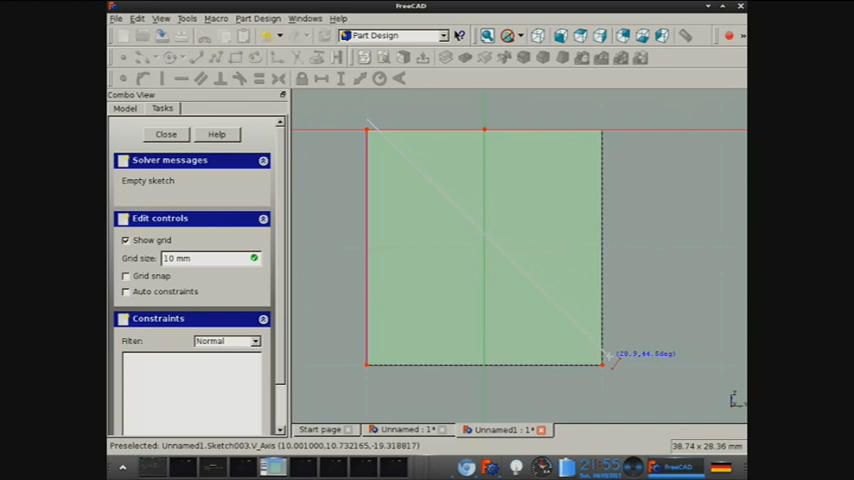 FreeCAD
File Edit View Tools Macro Part Design Windows Help
Part Design
Combo View
Model Tasks
Close Help
Solver messages
Empty sketch
Edit controls
Show grid
Grid size: 10 mm
Grid snap
Auto constraints
Constraints
Filter: Normal
Start page Unnamed : 1* Unnamed1 : 1*
Preselected: Unnamed1.Sketch003.V_Axis (10.001000,10.732165,-19.318817) 38.74 x 28.36 mm
21:55
FreeCAD